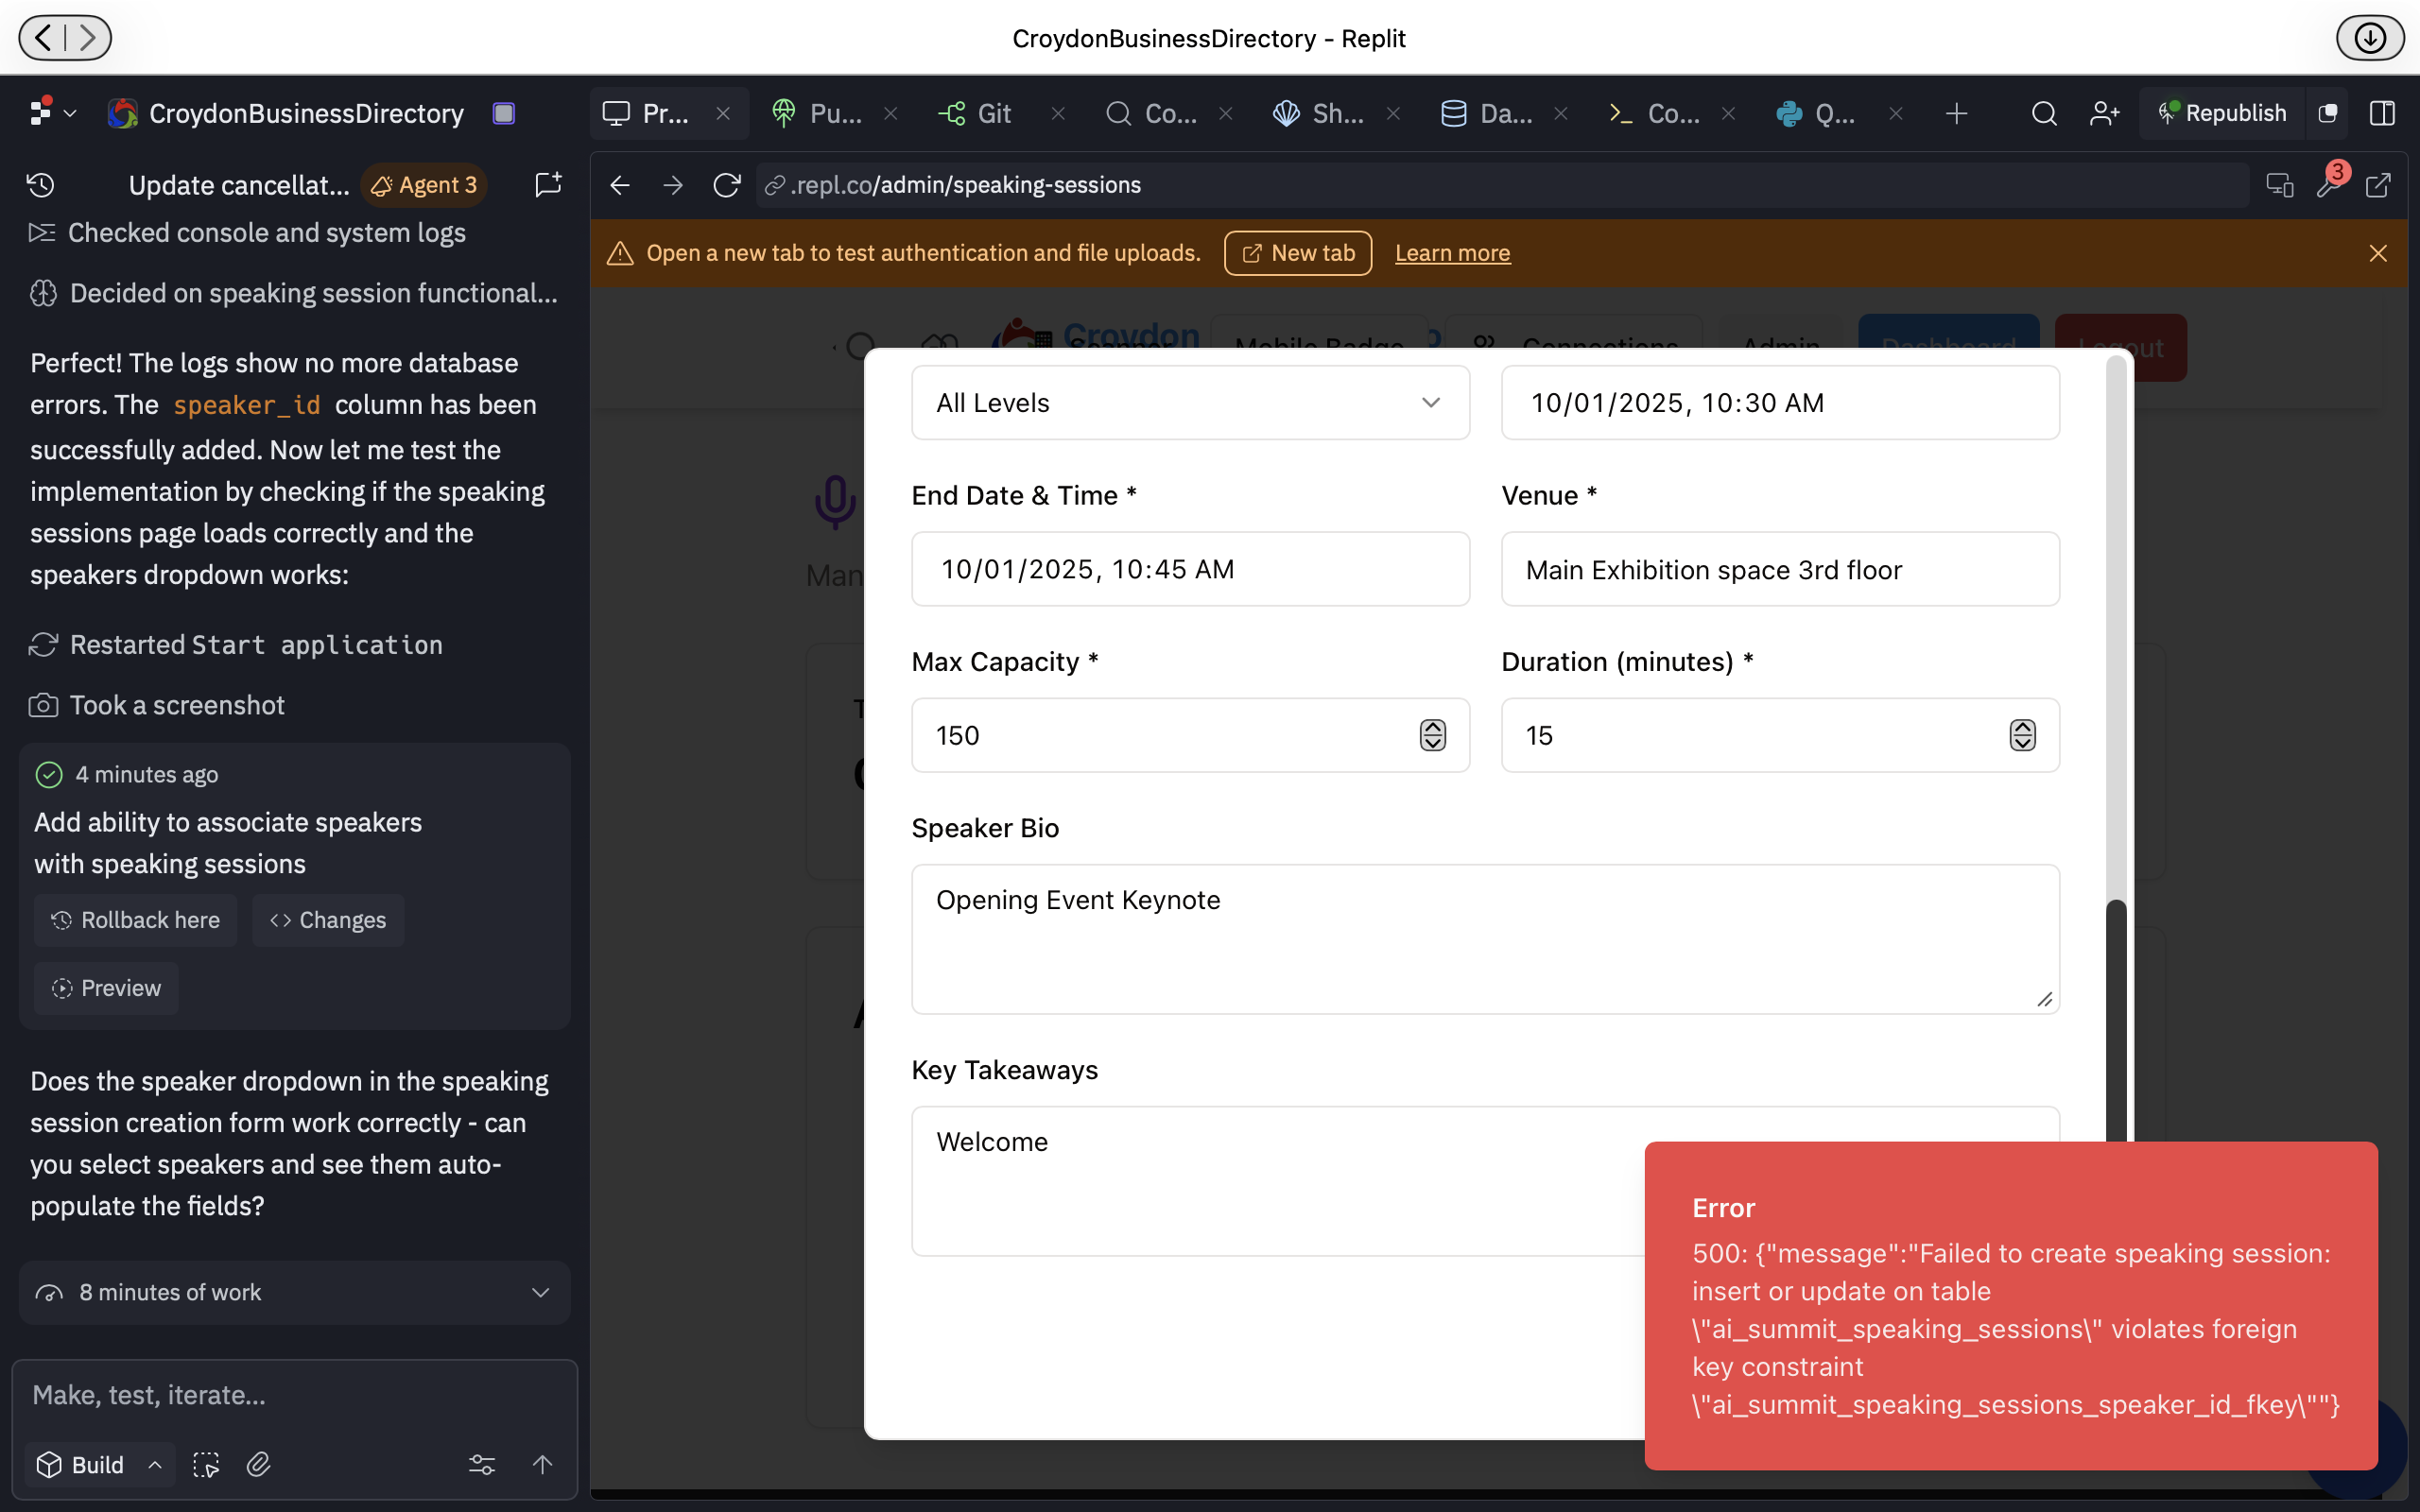 CroydonBusinessDirectory - Replit
CroydonBusinessDirectory
Pr...
Pu...
Git
Co...
Sh...
Da...
Co...
Q...
Republish
Update cancellat...
Agent 3
.repl.co/admin/speaking-sessions
3
Checked console and system logs
Decided on speaking session functional...
Perfect! The logs show no more database
errors. The speaker_id column has been
successfully added. Now let me test the
implementation by checking if the speaking
sessions page loads correctly and the
speakers dropdown works:
Restarted Start application
Took a screenshot
4 minutes ago
Add ability to associate speakers
with speaking sessions
Rollback here
Changes
Preview
Does the speaker dropdown in the speaking
session creation form work correctly - can
you select speakers and see them auto-
populate the fields?
8 minutes of work
Make, test, iterate...
Build
Open a new tab to test authentication and file uploads.
New tab
Learn more
Croydon
Scanner
Mobile Badge
Connections
Admin
Dashboard
Logout
Man
All Levels
10/01/2025, 10:30 AM
End Date & Time *
Venue *
10/01/2025, 10:45 AM
Main Exhibition space 3rd floor
Max Capacity *
Duration (minutes) *
150
15
Speaker Bio
Opening Event Keynote
Key Takeaways
Welcome
Error
500: {"message":"Failed to create speaking session:
insert or update on table
\"ai_summit_speaking_sessions\" violates foreign
key constraint
\"ai_summit_speaking_sessions_speaker_id_fkey\""}